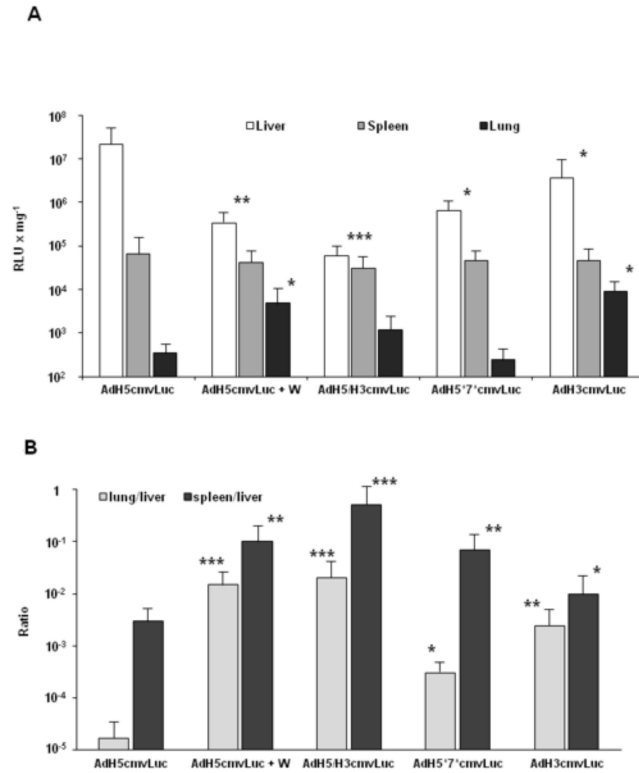 A
10⁸
10⁷
10⁶
10⁵
10⁴
10³
10²
RLU x mg⁻¹
Liver Spleen Lung
** *** * * * *
AdH5cmvLuc AdH5cmvLuc + W AdH5/H3cmvLuc AdH5*7*cmvLuc AdH3cmvLuc
B
1
10⁻¹
10⁻²
10⁻³
10⁻⁴
10⁻⁵
Ratio
lung/liver spleen/liver
*** ** *** *** * ** ** *
AdH5cmvLuc AdH5cmvLuc + W AdH5/H3cmvLuc AdH5*7*cmvLuc AdH3cmvLuc